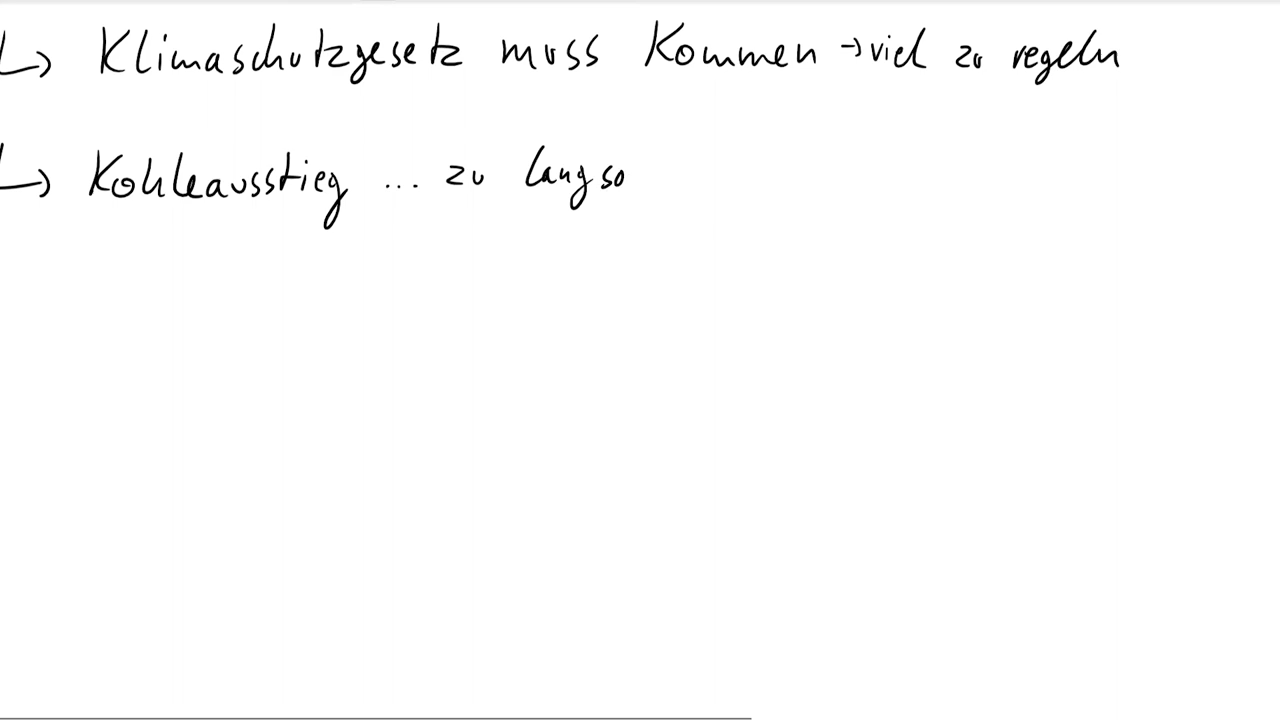 ↳ Klimaschutzgesetz muss kommen → viel zu regeln
↳ Kohleausstieg ... zu langso